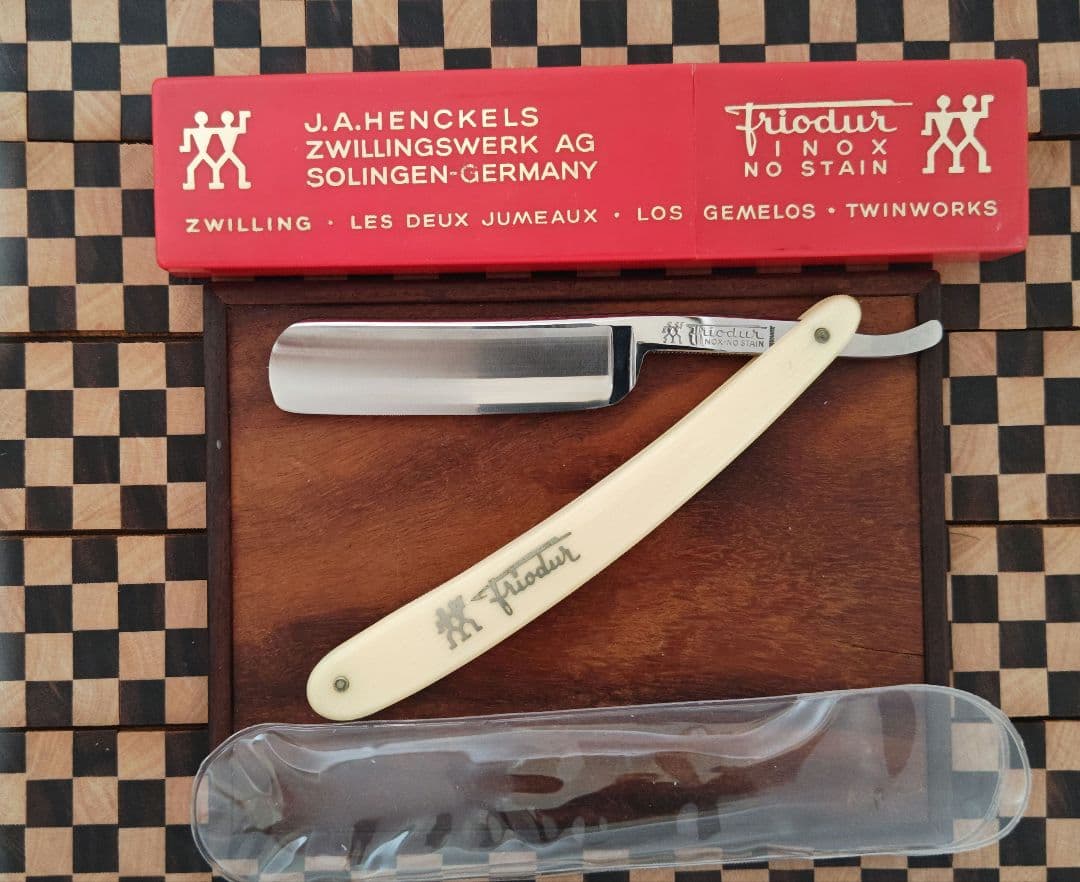 J.A.HENCKELS
ZWILLINGSWERK AG
SOLINGEN-GERMANY
friodur
INOX
NO STAIN
ZWILLING · LES DEUX JUMEAUX · LOS GEMELOS · TWINWORKS
friodur
INOX-NO STAIN
friodur